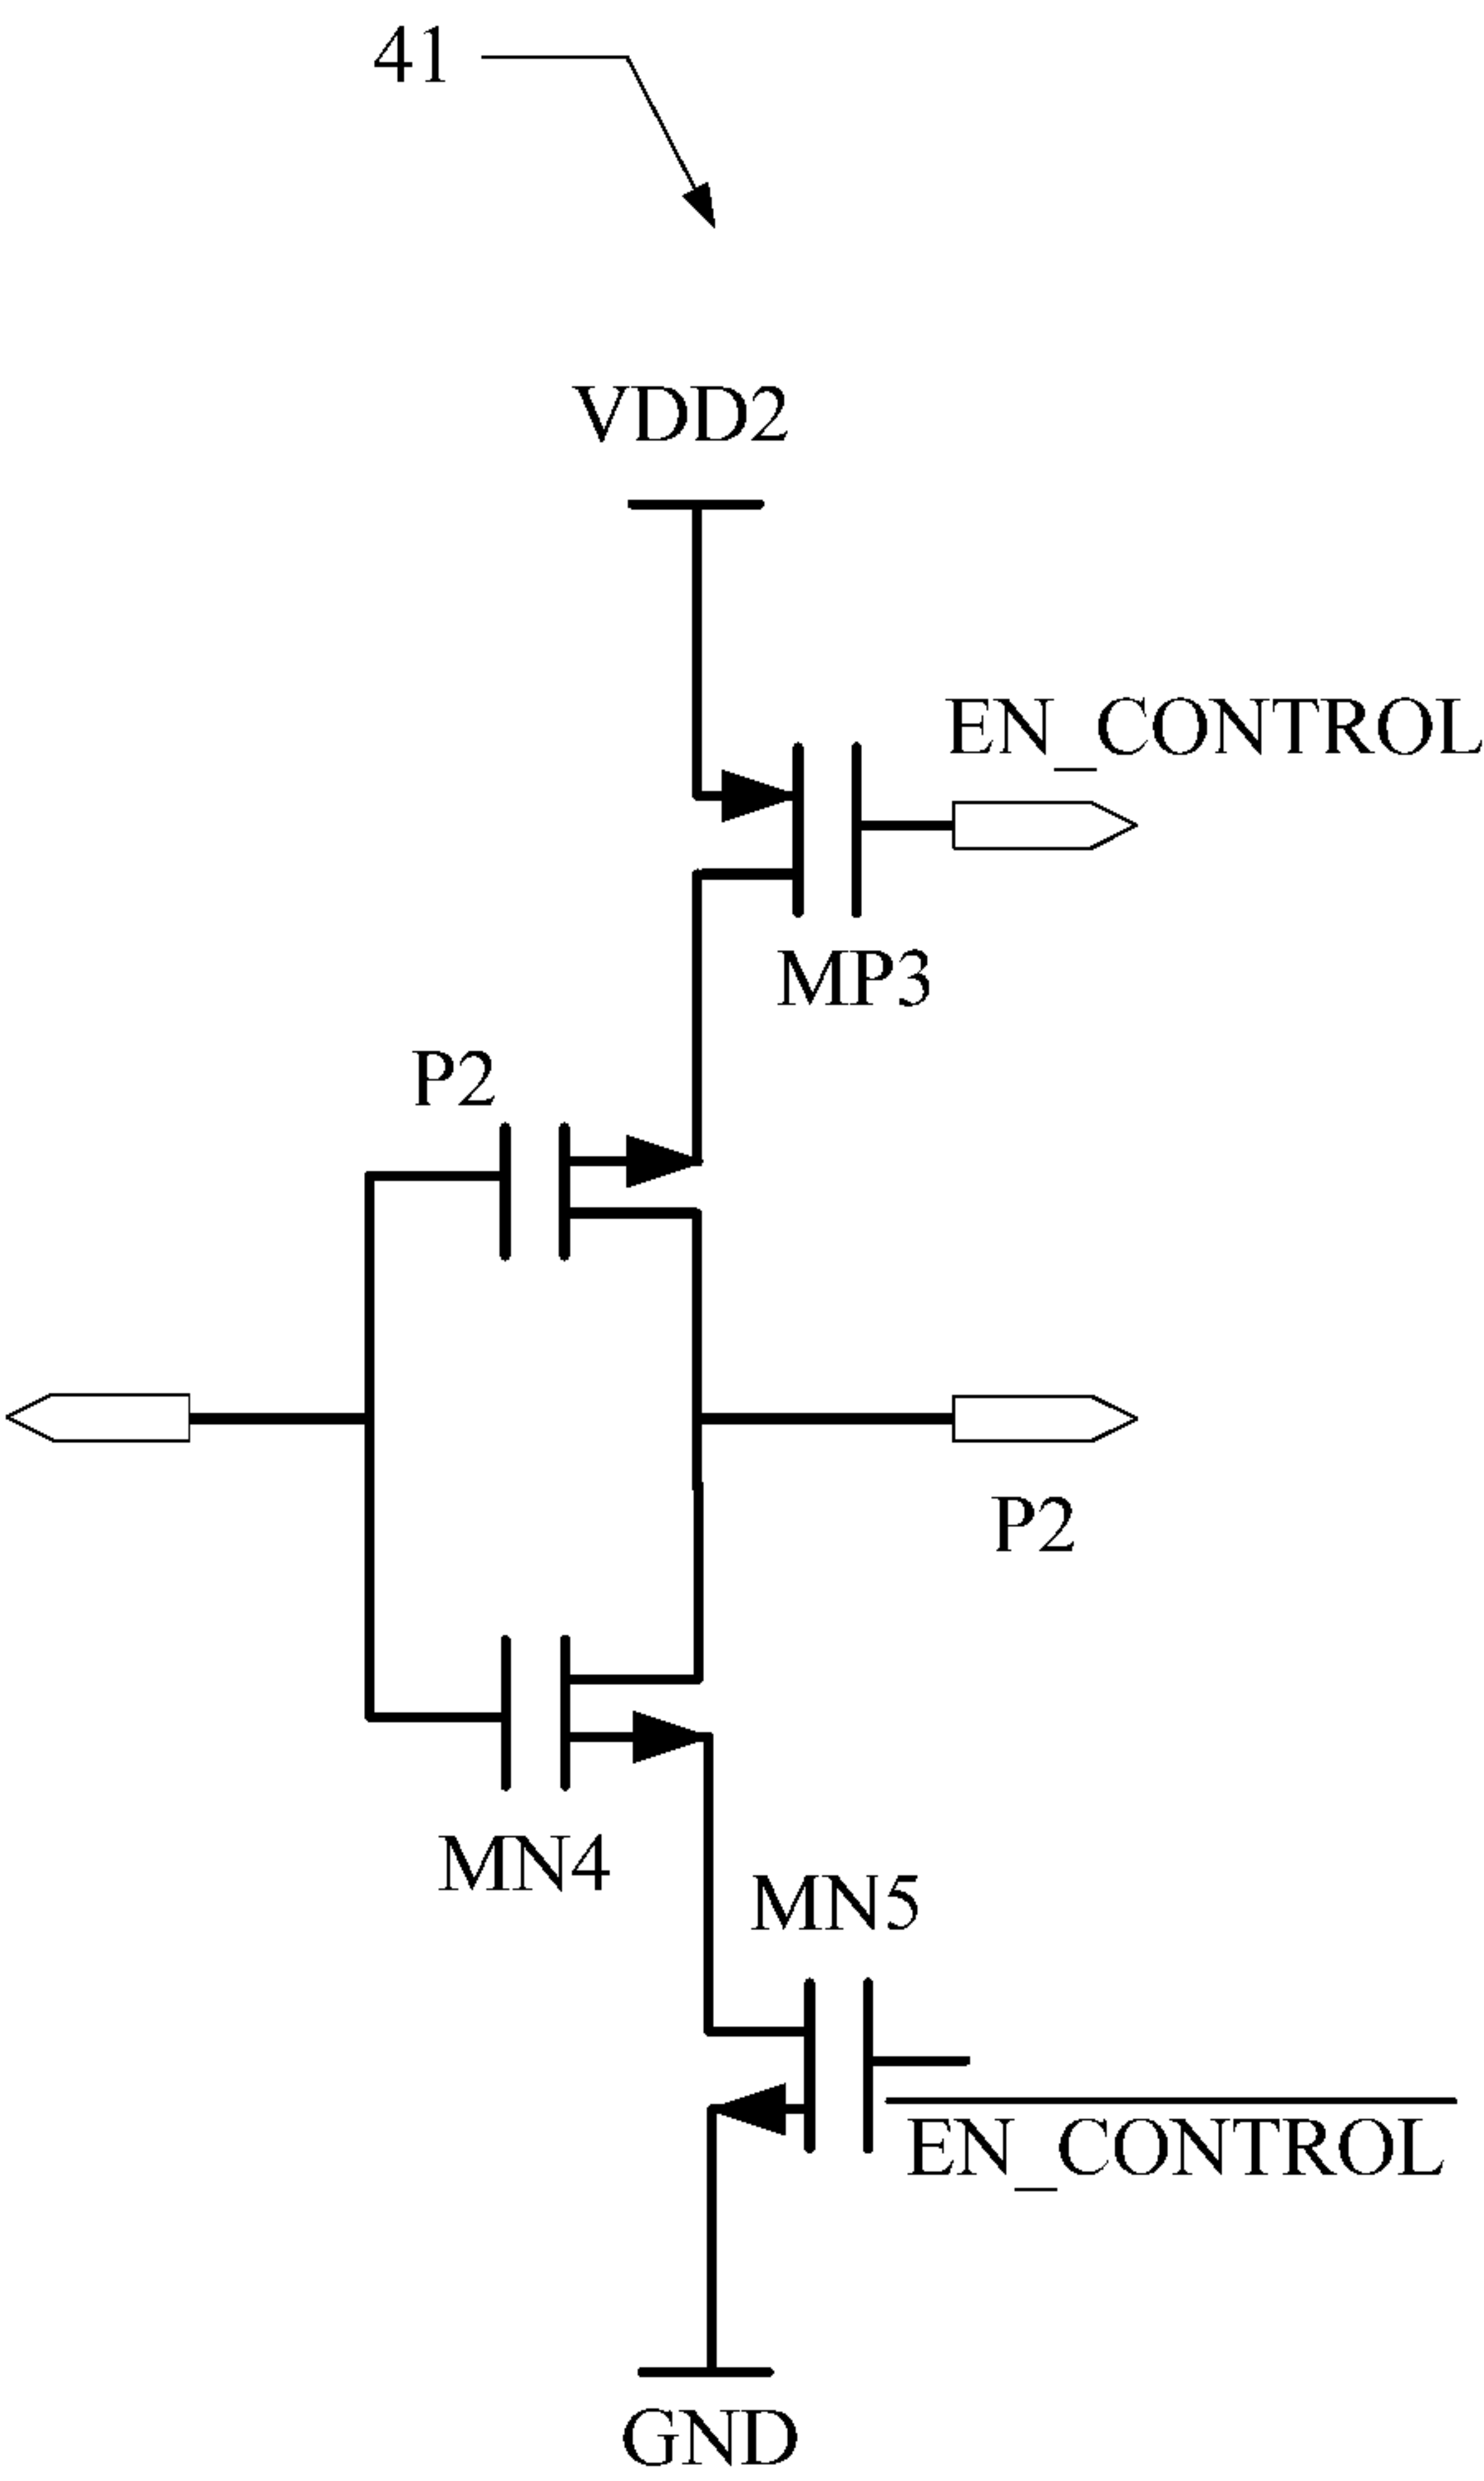 41
VDD2
EN_CONTROL
MP3
P2
P2
MN4
MN5
EN_CONTROL
GND